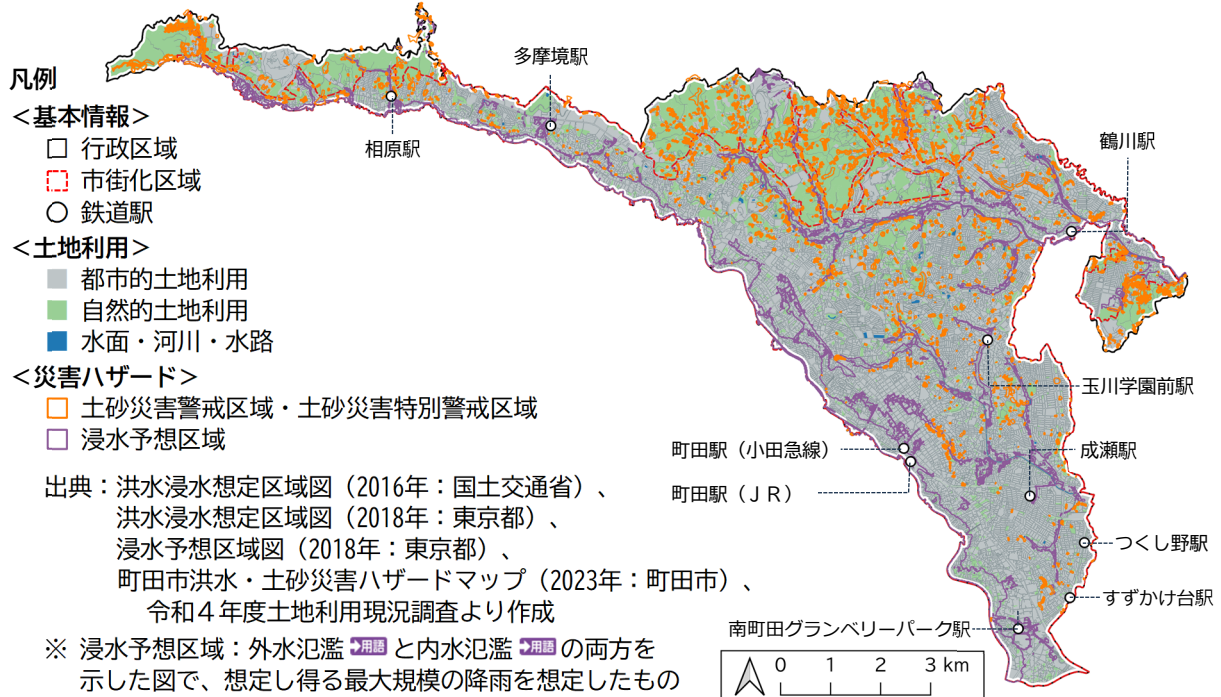 凡例
＜基本情報＞
行政区域
市街化区域
鉄道駅
＜土地利用＞
都市的土地利用
自然的土地利用
水面・河川・水路
＜災害ハザード＞
土砂災害警戒区域・土砂災害特別警戒区域
浸水予想区域
出典：洪水浸水想定区域図（2016年：国土交通省）、
洪水浸水想定区域図（2018年：東京都）、
浸水予想区域図（2018年：東京都）、
町田市洪水・土砂災害ハザードマップ（2023年：町田市）、
令和４年度土地利用現況調査より作成
※ 浸水予想区域：外水氾濫 用語 と内水氾濫 用語 の両方を
示した図で、想定し得る最大規模の降雨を想定したもの
多摩境駅
相原駅
鶴川駅
玉川学園前駅
町田駅（小田急線）
成瀬駅
町田駅（ＪＲ）
つくし野駅
すずかけ台駅
南町田グランベリーパーク駅
0 1 2 3 km